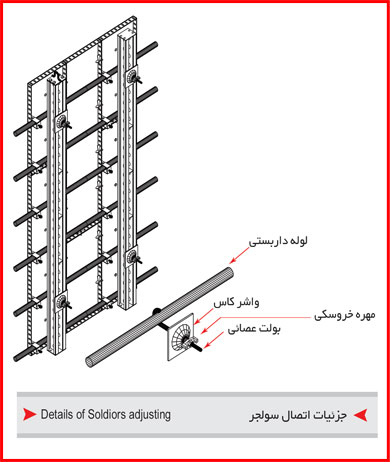 لوله داربستی
واشر کاس
مهره خروسکی
بولت عصائی
Details of Soldiors adjusting
جزئیات اتصال سولجر